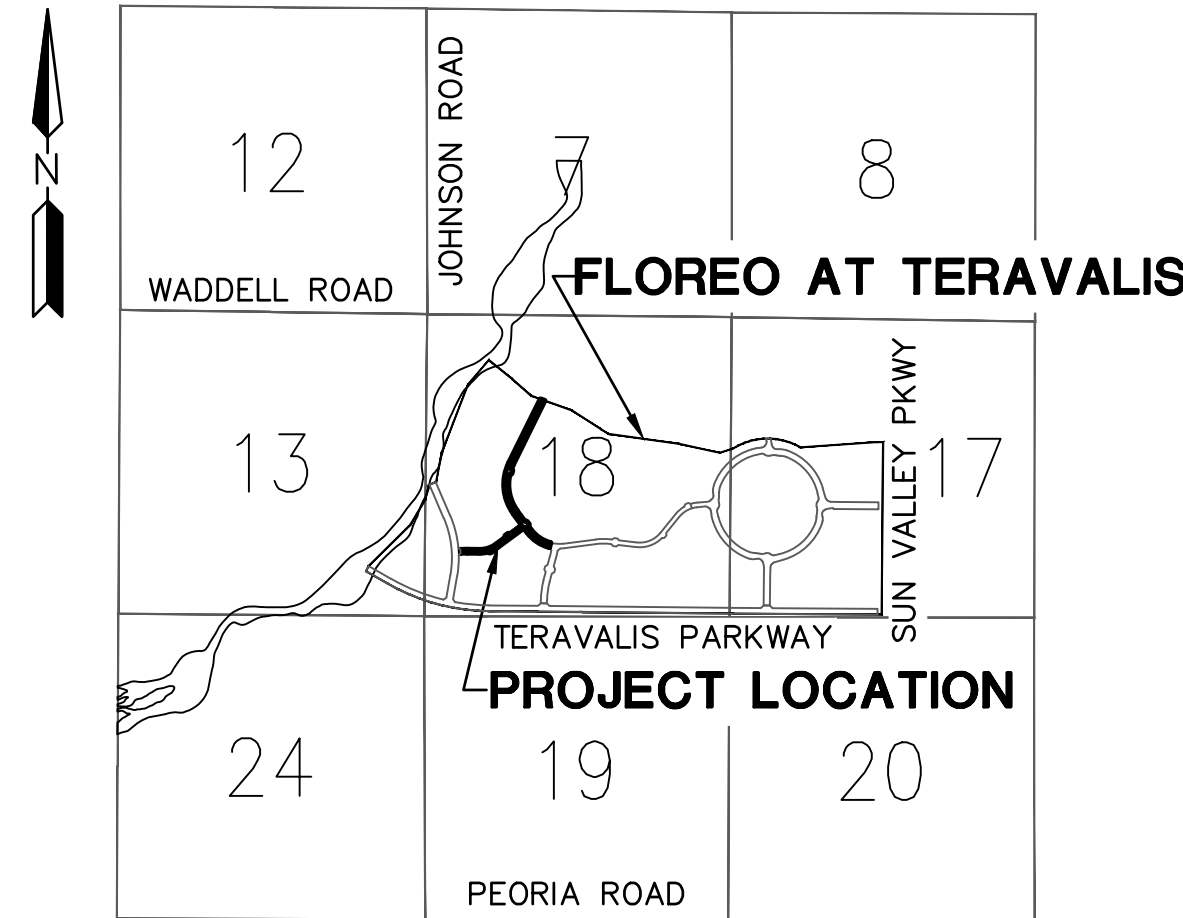 JOHNSON ROAD
12
7
8
N
FLOREO AT TERAVALIS
WADDELL ROAD
SUN VALLEY PKWY
13
18
17
TERAVALIS PARKWAY
PROJECT LOCATION
24
19
20
PEORIA ROAD